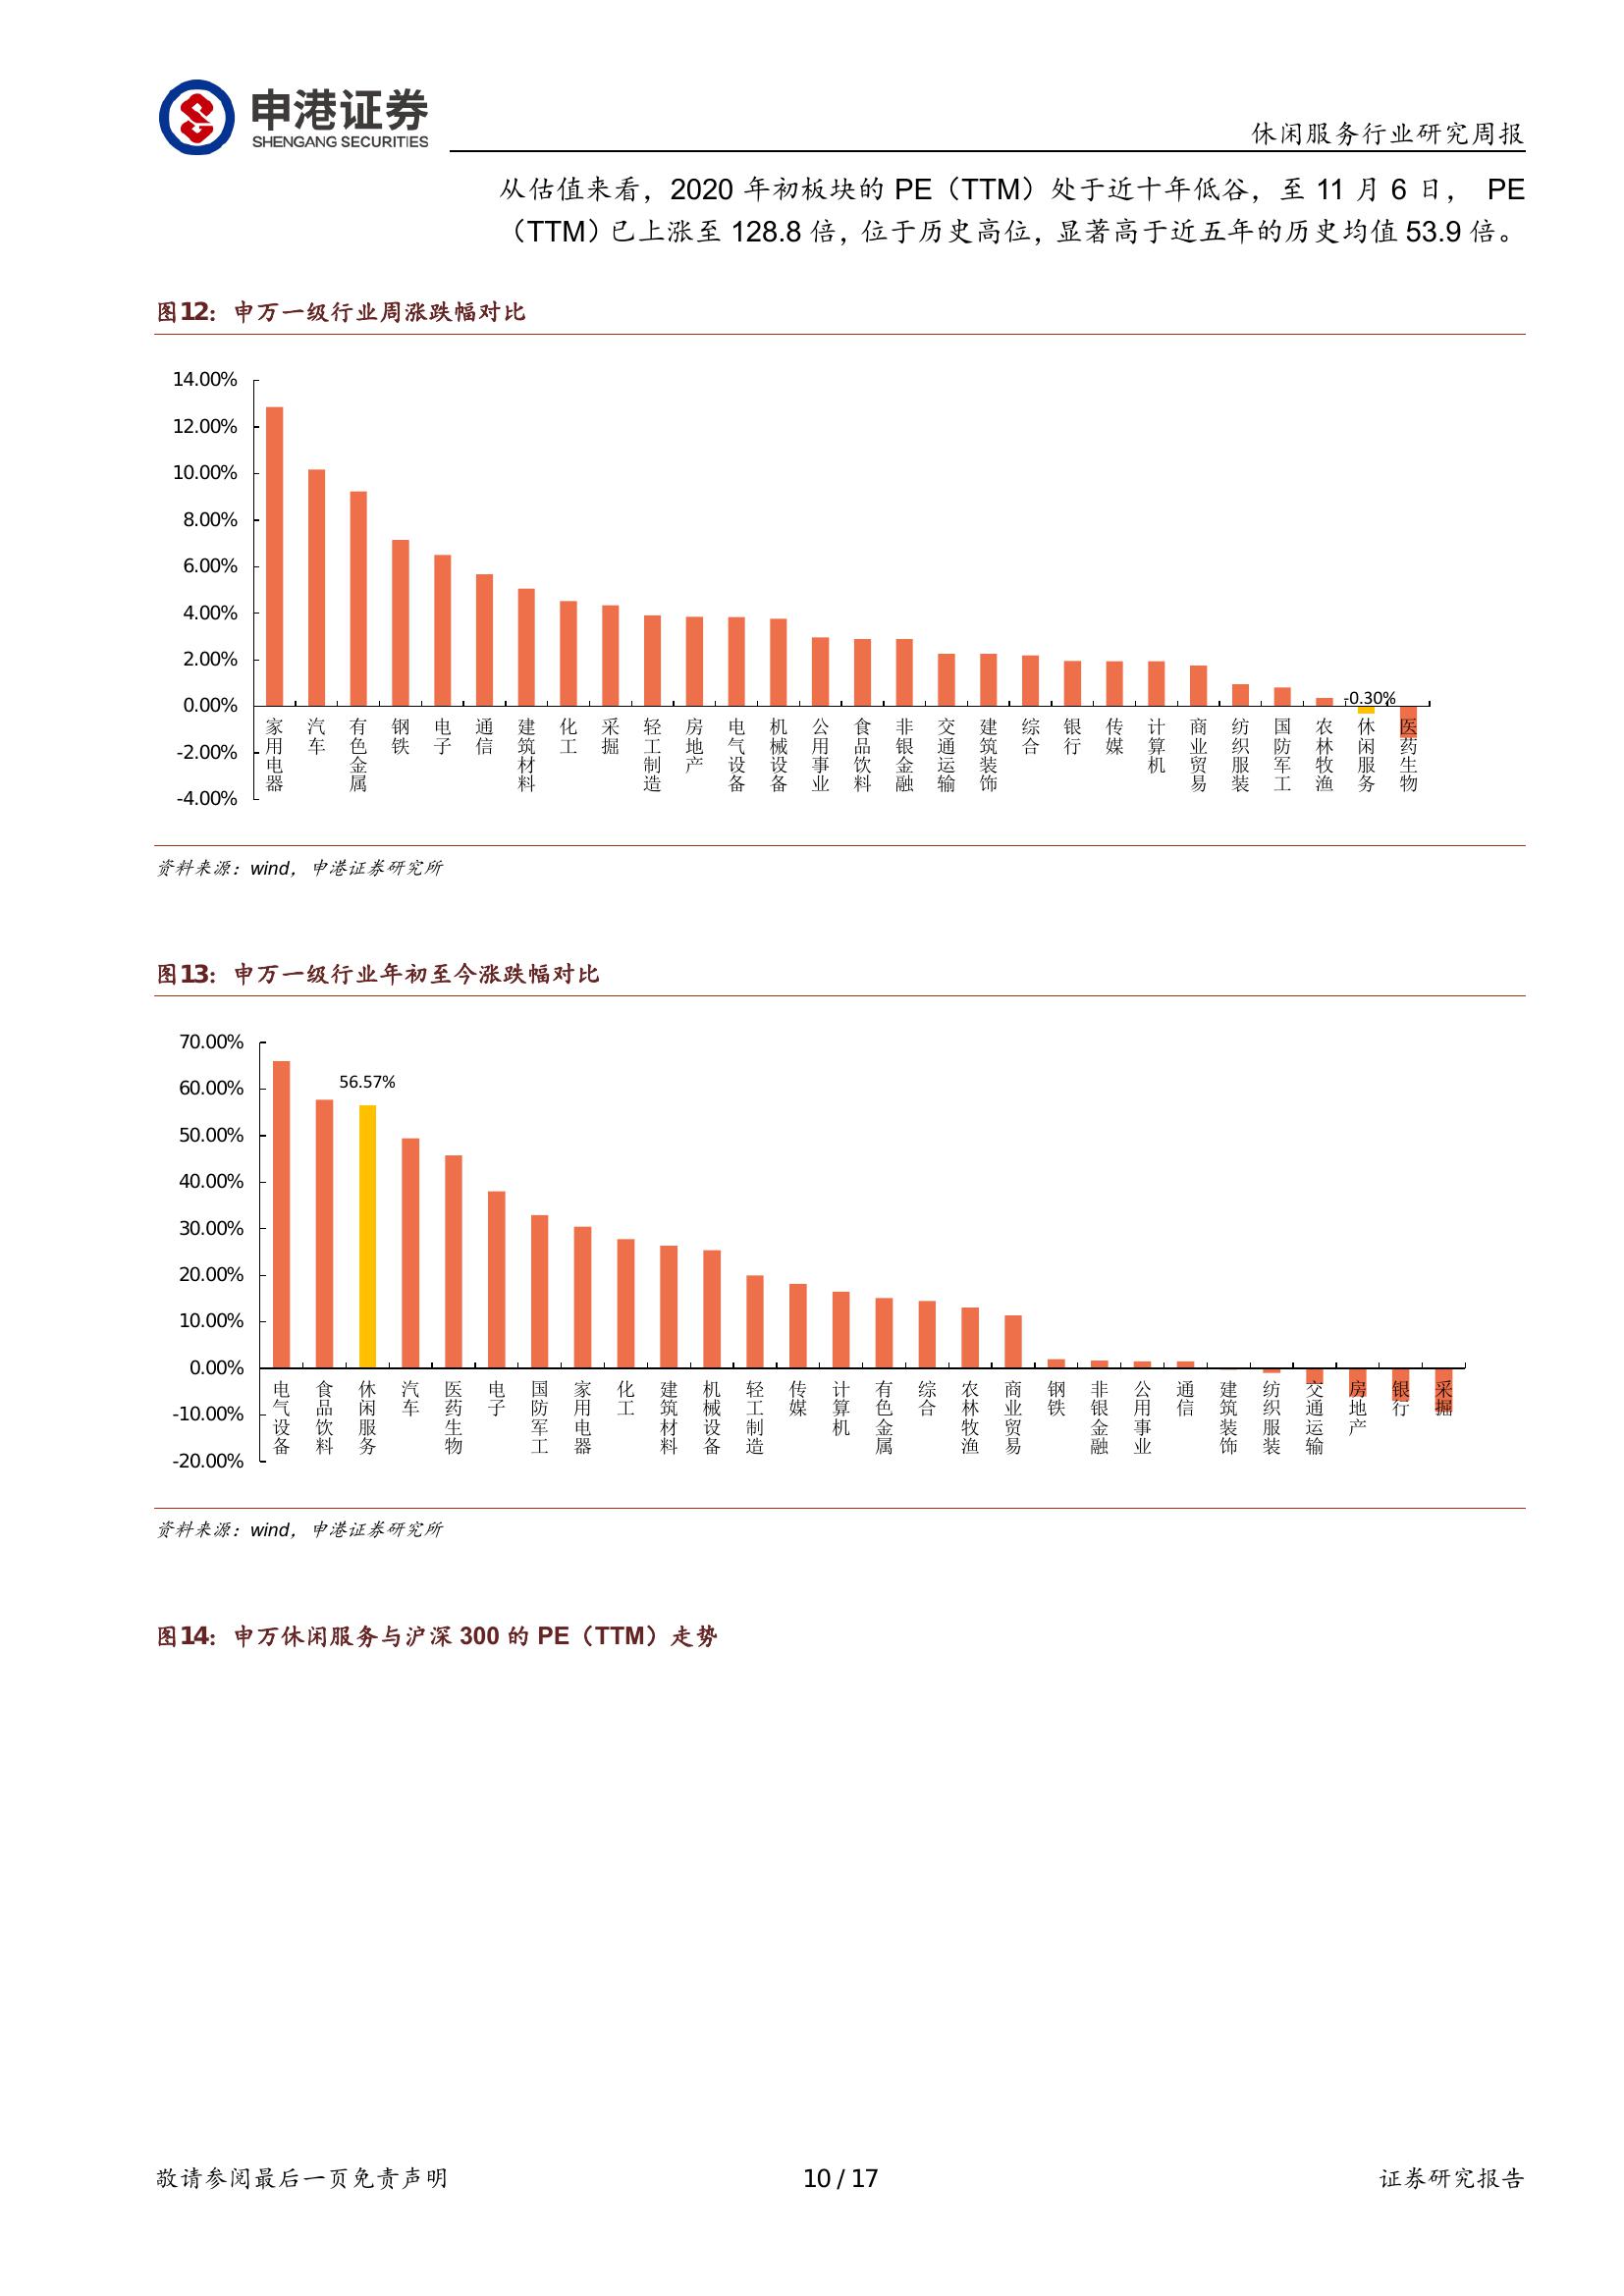 申港证券
SHENGANG SECURITIES
休闲服务行业研究周报
从估值来看，2020 年初板块的 PE（TTM）处于近十年低谷，至 11 月 6 日， PE
（TTM）已上涨至 128.8 倍，位于历史高位，显著高于近五年的历史均值 53.9 倍。
图12：申万一级行业周涨跌幅对比
14.00%
12.00%
10.00%
8.00%
6.00%
4.00%
2.00%
0.00%
-2.00%
-4.00%
-0.30%
家用电器
汽车
有色金属
钢铁
电子
通信
建筑材料
化工
采掘
轻工制造
房地产
电气设备
机械设备
公用事业
食品饮料
非银金融
交通运输
建筑装饰
综合
银行
传媒
计算机
商业贸易
纺织服装
国防军工
农林牧渔
休闲服务
医药生物
资料来源：wind，申港证券研究所
图13：申万一级行业年初至今涨跌幅对比
70.00%
60.00%
50.00%
40.00%
30.00%
20.00%
10.00%
0.00%
-10.00%
-20.00%
56.57%
电气设备
食品饮料
休闲服务
汽车
医药生物
电子
国防军工
家用电器
化工
建筑材料
机械设备
轻工制造
传媒
计算机
有色金属
综合
农林牧渔
商业贸易
钢铁
非银金融
公用事业
通信
建筑装饰
纺织服装
交通运输
房地产
银行
采掘
资料来源：wind，申港证券研究所
图14：申万休闲服务与沪深 300 的 PE（TTM）走势
敬请参阅最后一页免责声明
10 / 17
证券研究报告